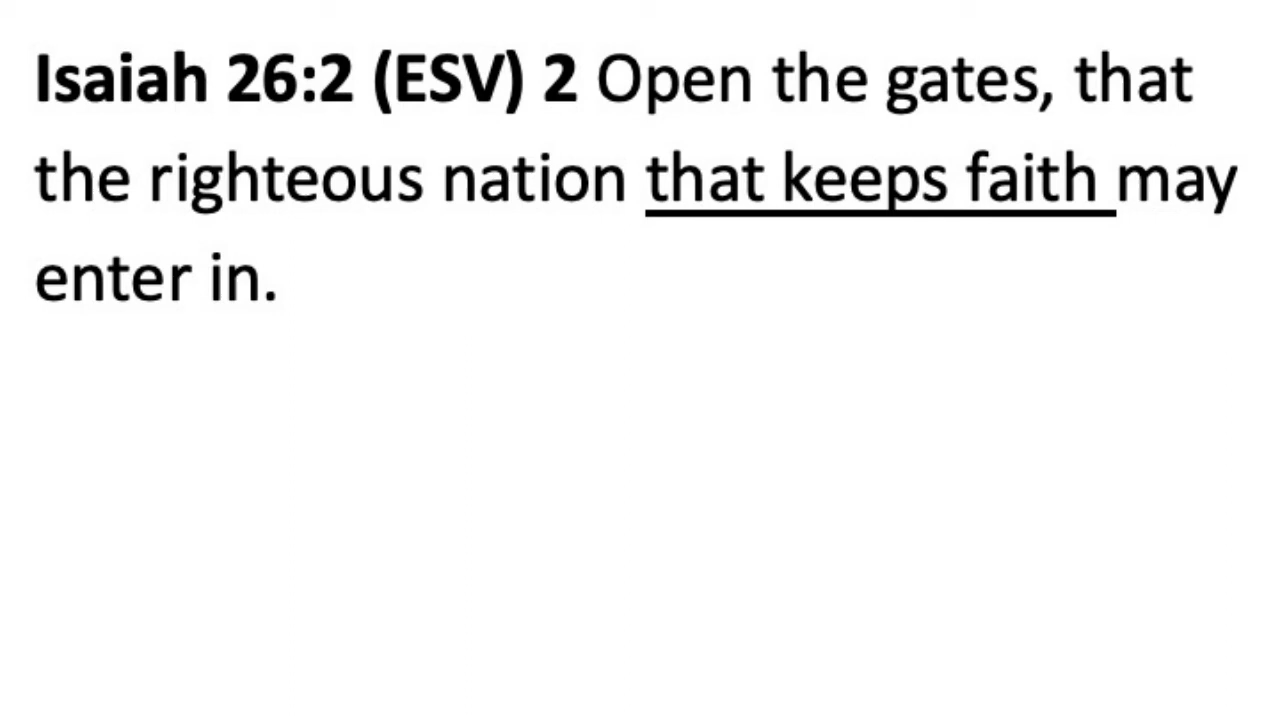 Isaiah 26:2 (ESV) 2 Open the gates, that
the righteous nation that keeps faith may
enter in.